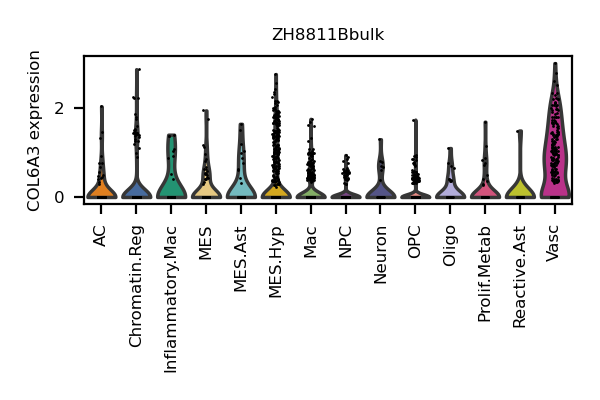 ZH8811Bbulk
COL6A3 expression
2
0
AC
Chromatin.Reg
Inflammatory.Mac
MES
MES.Ast
MES.Hyp
Mac
NPC
Neuron
OPC
Oligo
Prolif.Metab
Reactive.Ast
Vasc